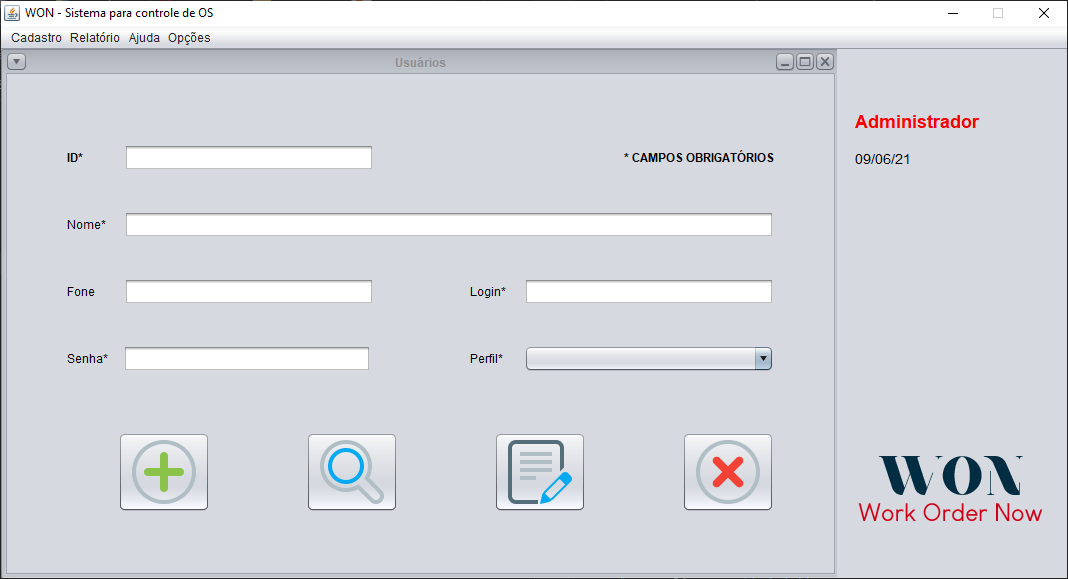 WON - Sistema para controle de OS
Cadastro Relatório Ajuda Opções
Usuários
Administrador
09/06/21
ID*
* CAMPOS OBRIGATÓRIOS
Nome*
Fone
Login*
Senha*
Perfil*
WON
Work Order Now